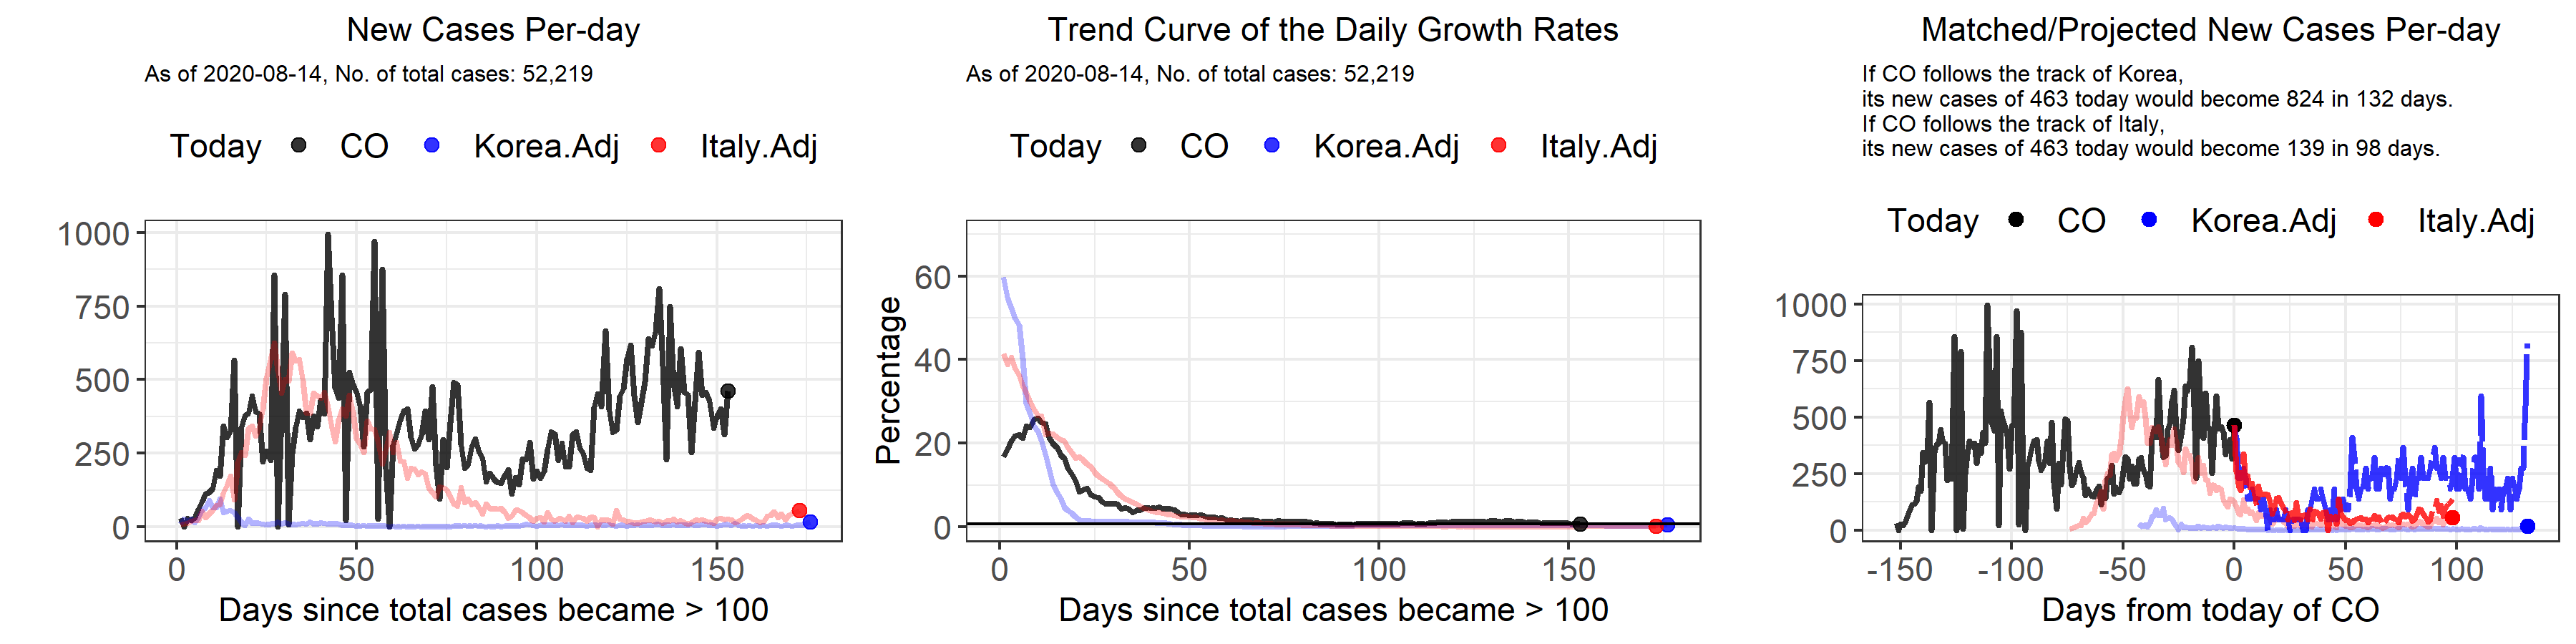 New Cases Per-day
As of 2020-08-14, No. of total cases: 52,219
Today CO Korea.Adj Italy.Adj
1000
750
500
250
0
0 50 100 150
Days since total cases became > 100
Trend Curve of the Daily Growth Rates
As of 2020-08-14, No. of total cases: 52,219
Today CO Korea.Adj Italy.Adj
Percentage
60
40
20
0
0 50 100 150
Days since total cases became > 100
Matched/Projected New Cases Per-day
If CO follows the track of Korea,
its new cases of 463 today would become 824 in 132 days.
If CO follows the track of Italy,
its new cases of 463 today would become 139 in 98 days.
Today CO Korea.Adj Italy.Adj
1000
750
500
250
0
-150 -100 -50 0 50 100
Days from today of CO